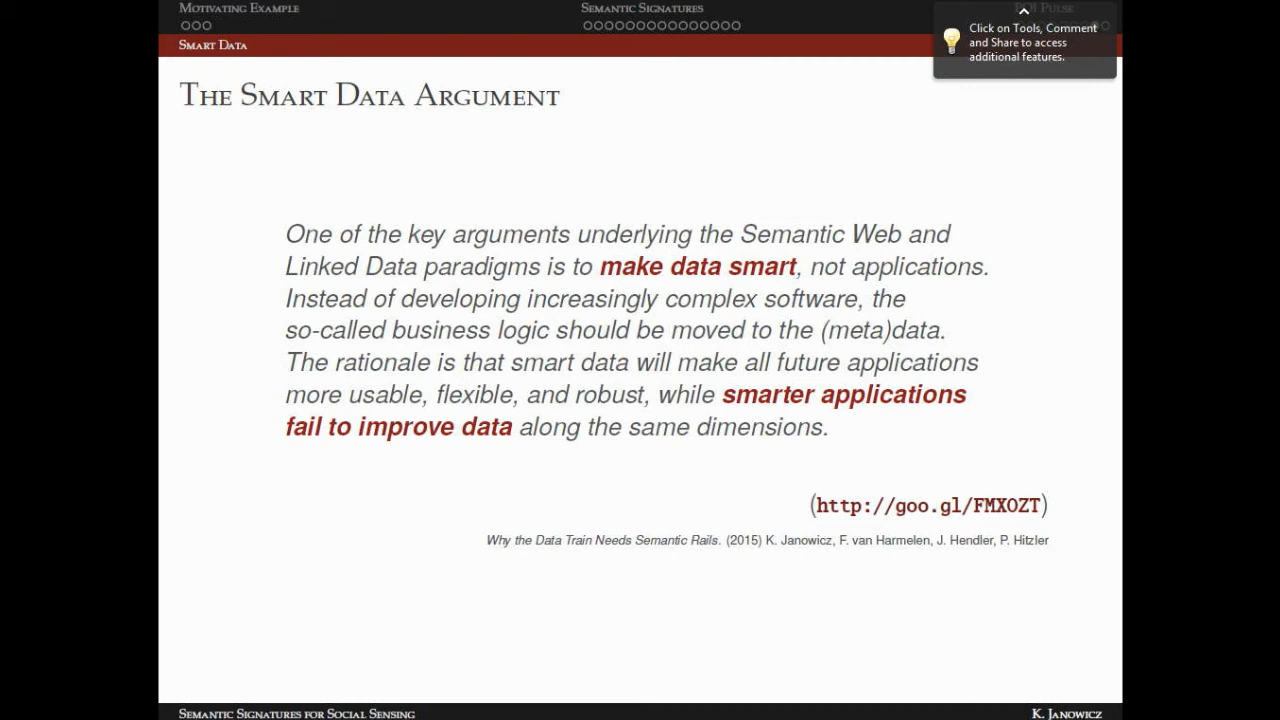 MOTIVATING EXAMPLE
SEMANTIC SIGNATURES
POI PULSE
SMART DATA
Click on Tools, Comment
and Share to access
additional features.
THE SMART DATA ARGUMENT
One of the key arguments underlying the Semantic Web and
Linked Data paradigms is to make data smart, not applications.
Instead of developing increasingly complex software, the
so-called business logic should be moved to the (meta)data.
The rationale is that smart data will make all future applications
more usable, flexible, and robust, while smarter applications
fail to improve data along the same dimensions.
(http://goo.gl/FMXOZT)
Why the Data Train Needs Semantic Rails. (2015) K. Janowicz, F. van Harmelen, J. Hendler, P. Hitzler
SEMANTIC SIGNATURES FOR SOCIAL SENSING
K. JANOWICZ